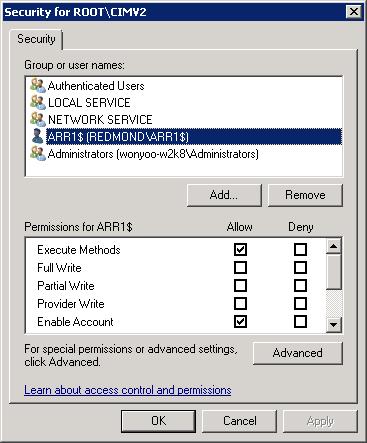 Security for ROOT\CIMV2
Security
Group or user names:
Authenticated Users
LOCAL SERVICE
NETWORK SERVICE
ARR1$ (REDMOND\ARR1$)
Administrators (wonyoo-w2k8\Administrators)
Add... Remove
Permissions for ARR1$ Allow Deny
Execute Methods
Full Write
Partial Write
Provider Write
Enable Account
For special permissions or advanced settings,
click Advanced. Advanced
Learn about access control and permissions
OK Cancel Apply